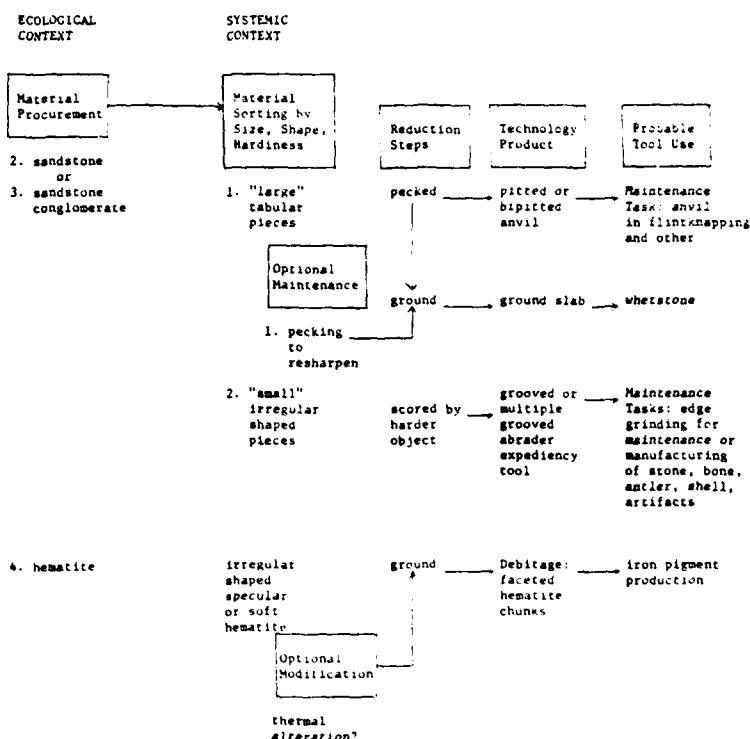 ECOLOGICAL
CONTEXT
SYSTEMIC
CONTEXT
Material
Procurement
Material
Sorting by
Size, Shape,
Hardiness
Reduction
Steps
Technology
Product
Probable
Tool Use
2. sandstone
or
3. sandstone
conglomerate
1. "large"
tabular
pieces
pecked
pitted or
bipitted
anvil
Maintenance
Task: anvil
in flintknapping
and other
Optional
Maintenance
ground
ground slab
whetstone
1. pecking
to
resharpen
2. "small"
irregular
shaped
pieces
scored by
harder
object
grooved or
multiple
grooved
abrader
expediency
tool
Maintenance
Tasks: edge
grinding for
maintenance or
manufacturing
of stone, bone,
antler, shell,
artifacts
4. hematite
irregular
shaped
specular
or soft
hematite
ground
Debitage:
faceted
hematite
chunks
iron pigment
production
Optional
Modification
thermal
alteration?